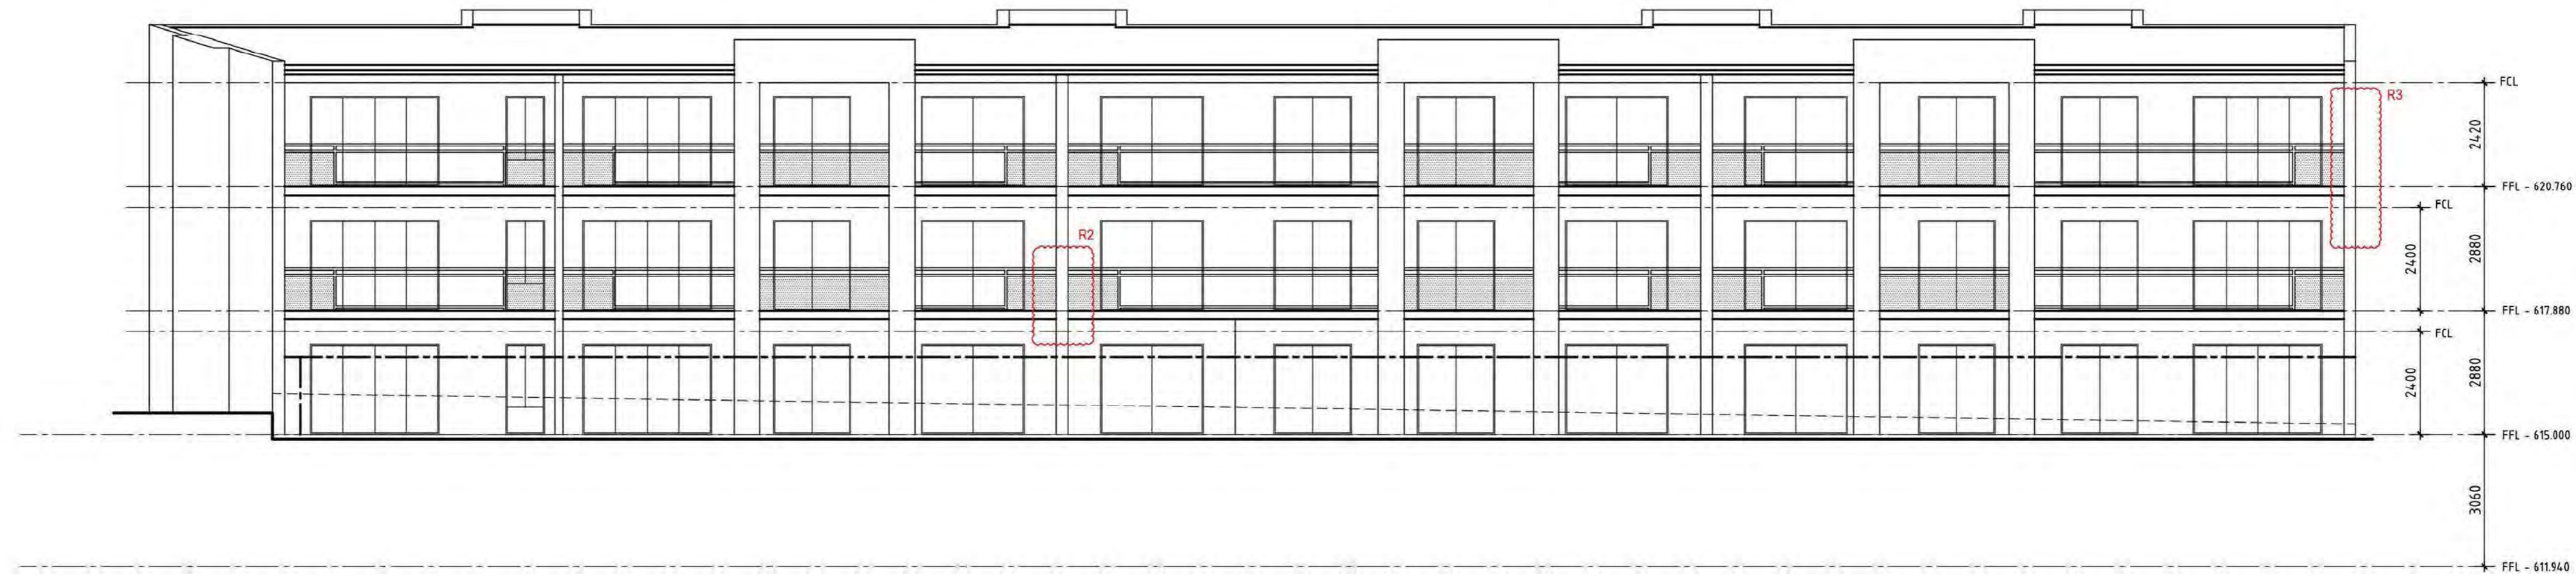 FCL
R3
2420
FFL - 620.760
FCL
R2
2400
2880
FFL - 617.880
FCL
2400
2880
FFL - 615.000
3060
FFL - 611.940